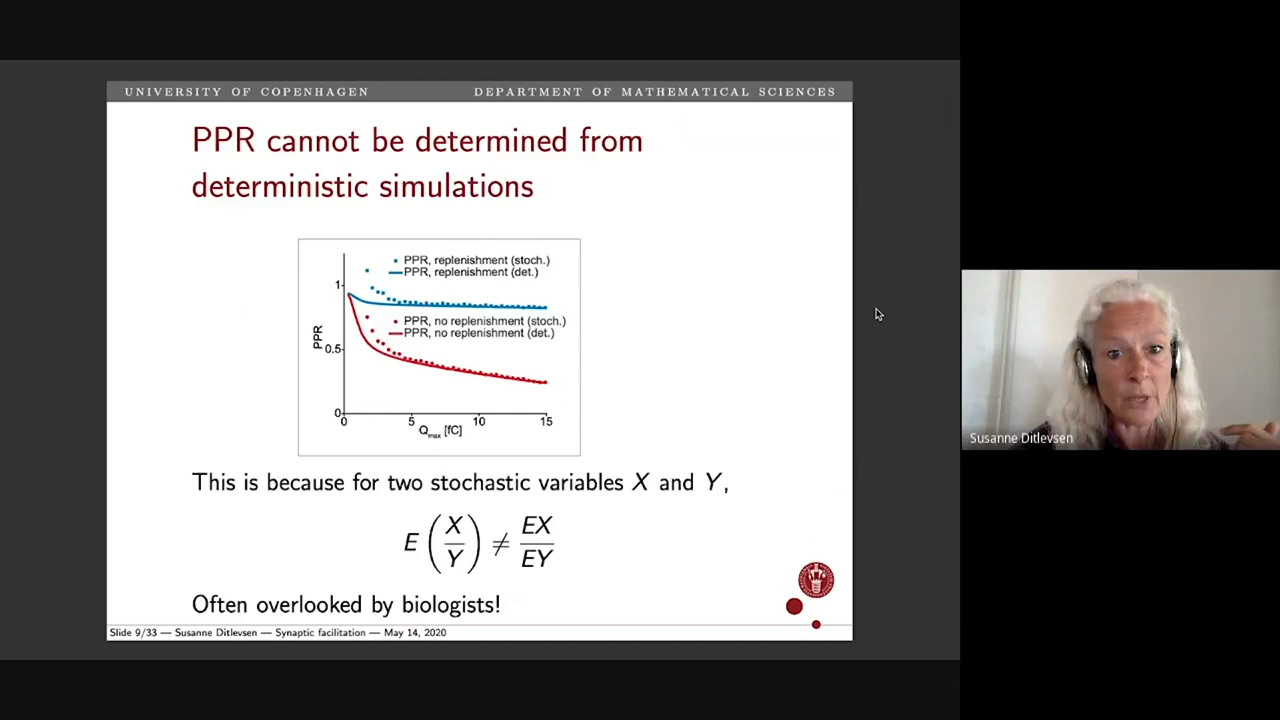 UNIVERSITY OF COPENHAGEN DEPARTMENT OF MATHEMATICAL SCIENCES
PPR cannot be determined from
deterministic simulations
PPR, replenishment (stoch.)
PPR, replenishment (det.)
PPR, no replenishment (stoch.)
PPR, no replenishment (det.)
PPR
1
0.5
0
0 5 10 15
Qmax [fC]
This is because for two stochastic variables X and Y,
E(X/Y) ≠ EX/EY
Often overlooked by biologists!
Slide 9/33 — Susanne Ditlevsen — Synaptic facilitation — May 14, 2020
Susanne Ditlevsen